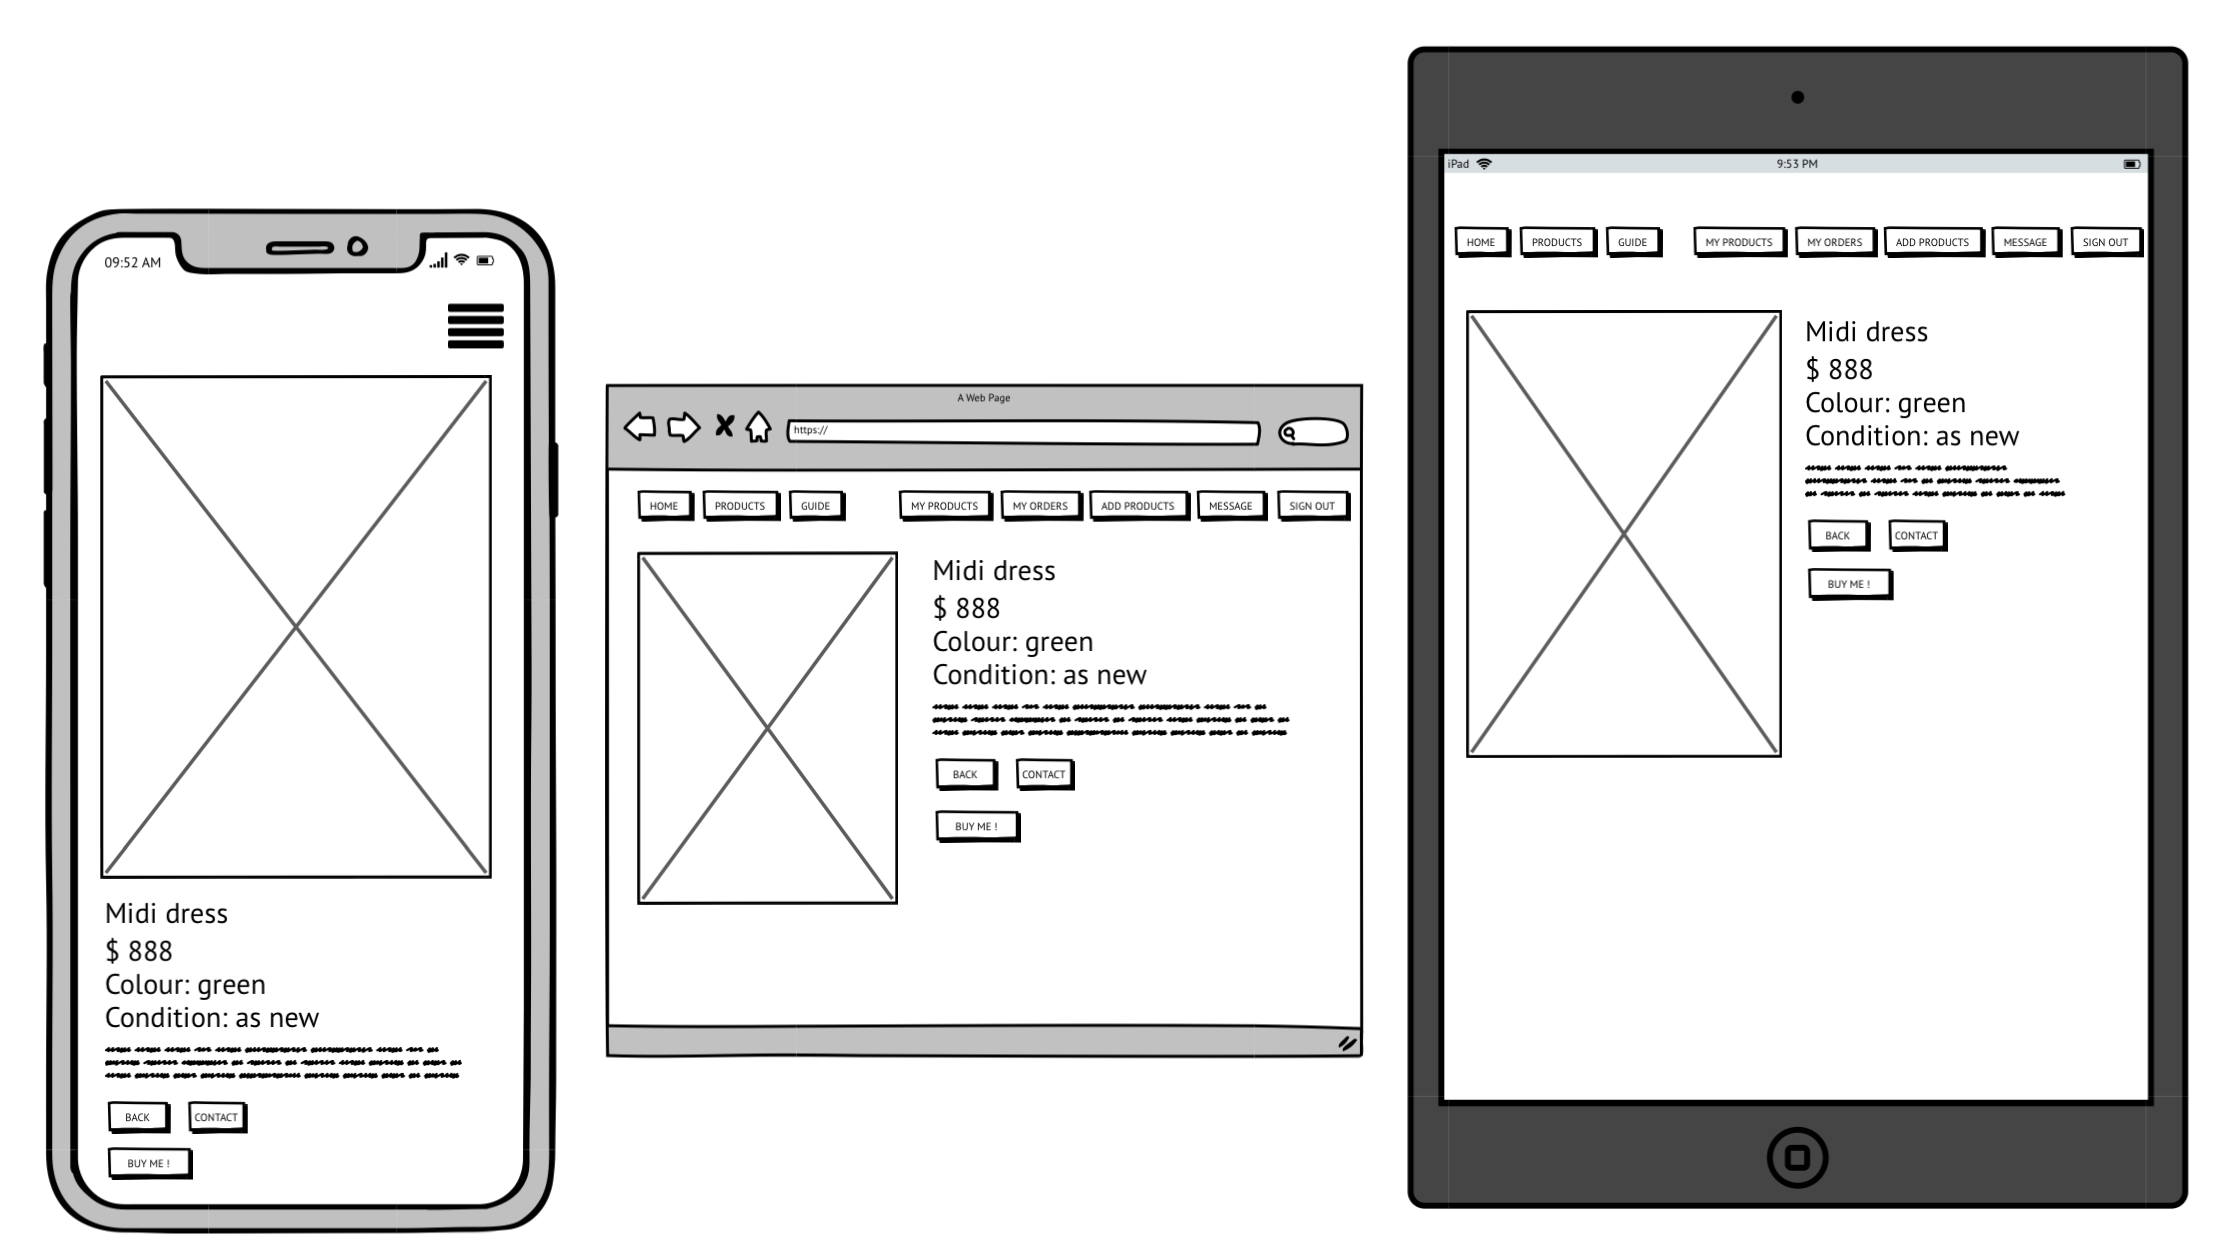 09:52 AM
Midi dress
$ 888
Colour: green
Condition: as new
BACK CONTACT
BUY ME !
A Web Page
https://
HOME PRODUCTS GUIDE MY PRODUCTS MY ORDERS ADD PRODUCTS MESSAGE SIGN OUT
Midi dress
$ 888
Colour: green
Condition: as new
BACK CONTACT
BUY ME !
iPad 9:53 PM
HOME PRODUCTS GUIDE MY PRODUCTS MY ORDERS ADD PRODUCTS MESSAGE SIGN OUT
Midi dress
$ 888
Colour: green
Condition: as new
BACK CONTACT
BUY ME !